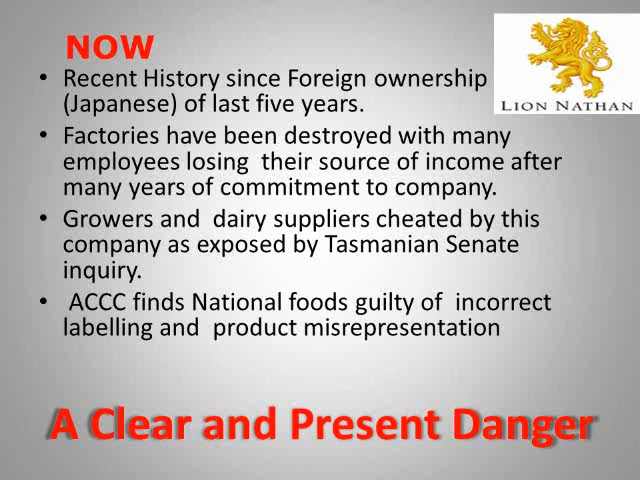 NOW
LION NATHAN
• Recent History since Foreign ownership
(Japanese) of last five years.
• Factories have been destroyed with many
employees losing their source of income after
many years of commitment to company.
• Growers and dairy suppliers cheated by this
company as exposed by Tasmanian Senate
inquiry.
• ACCC finds National foods guilty of incorrect
labelling and product misrepresentation
A Clear and Present Danger